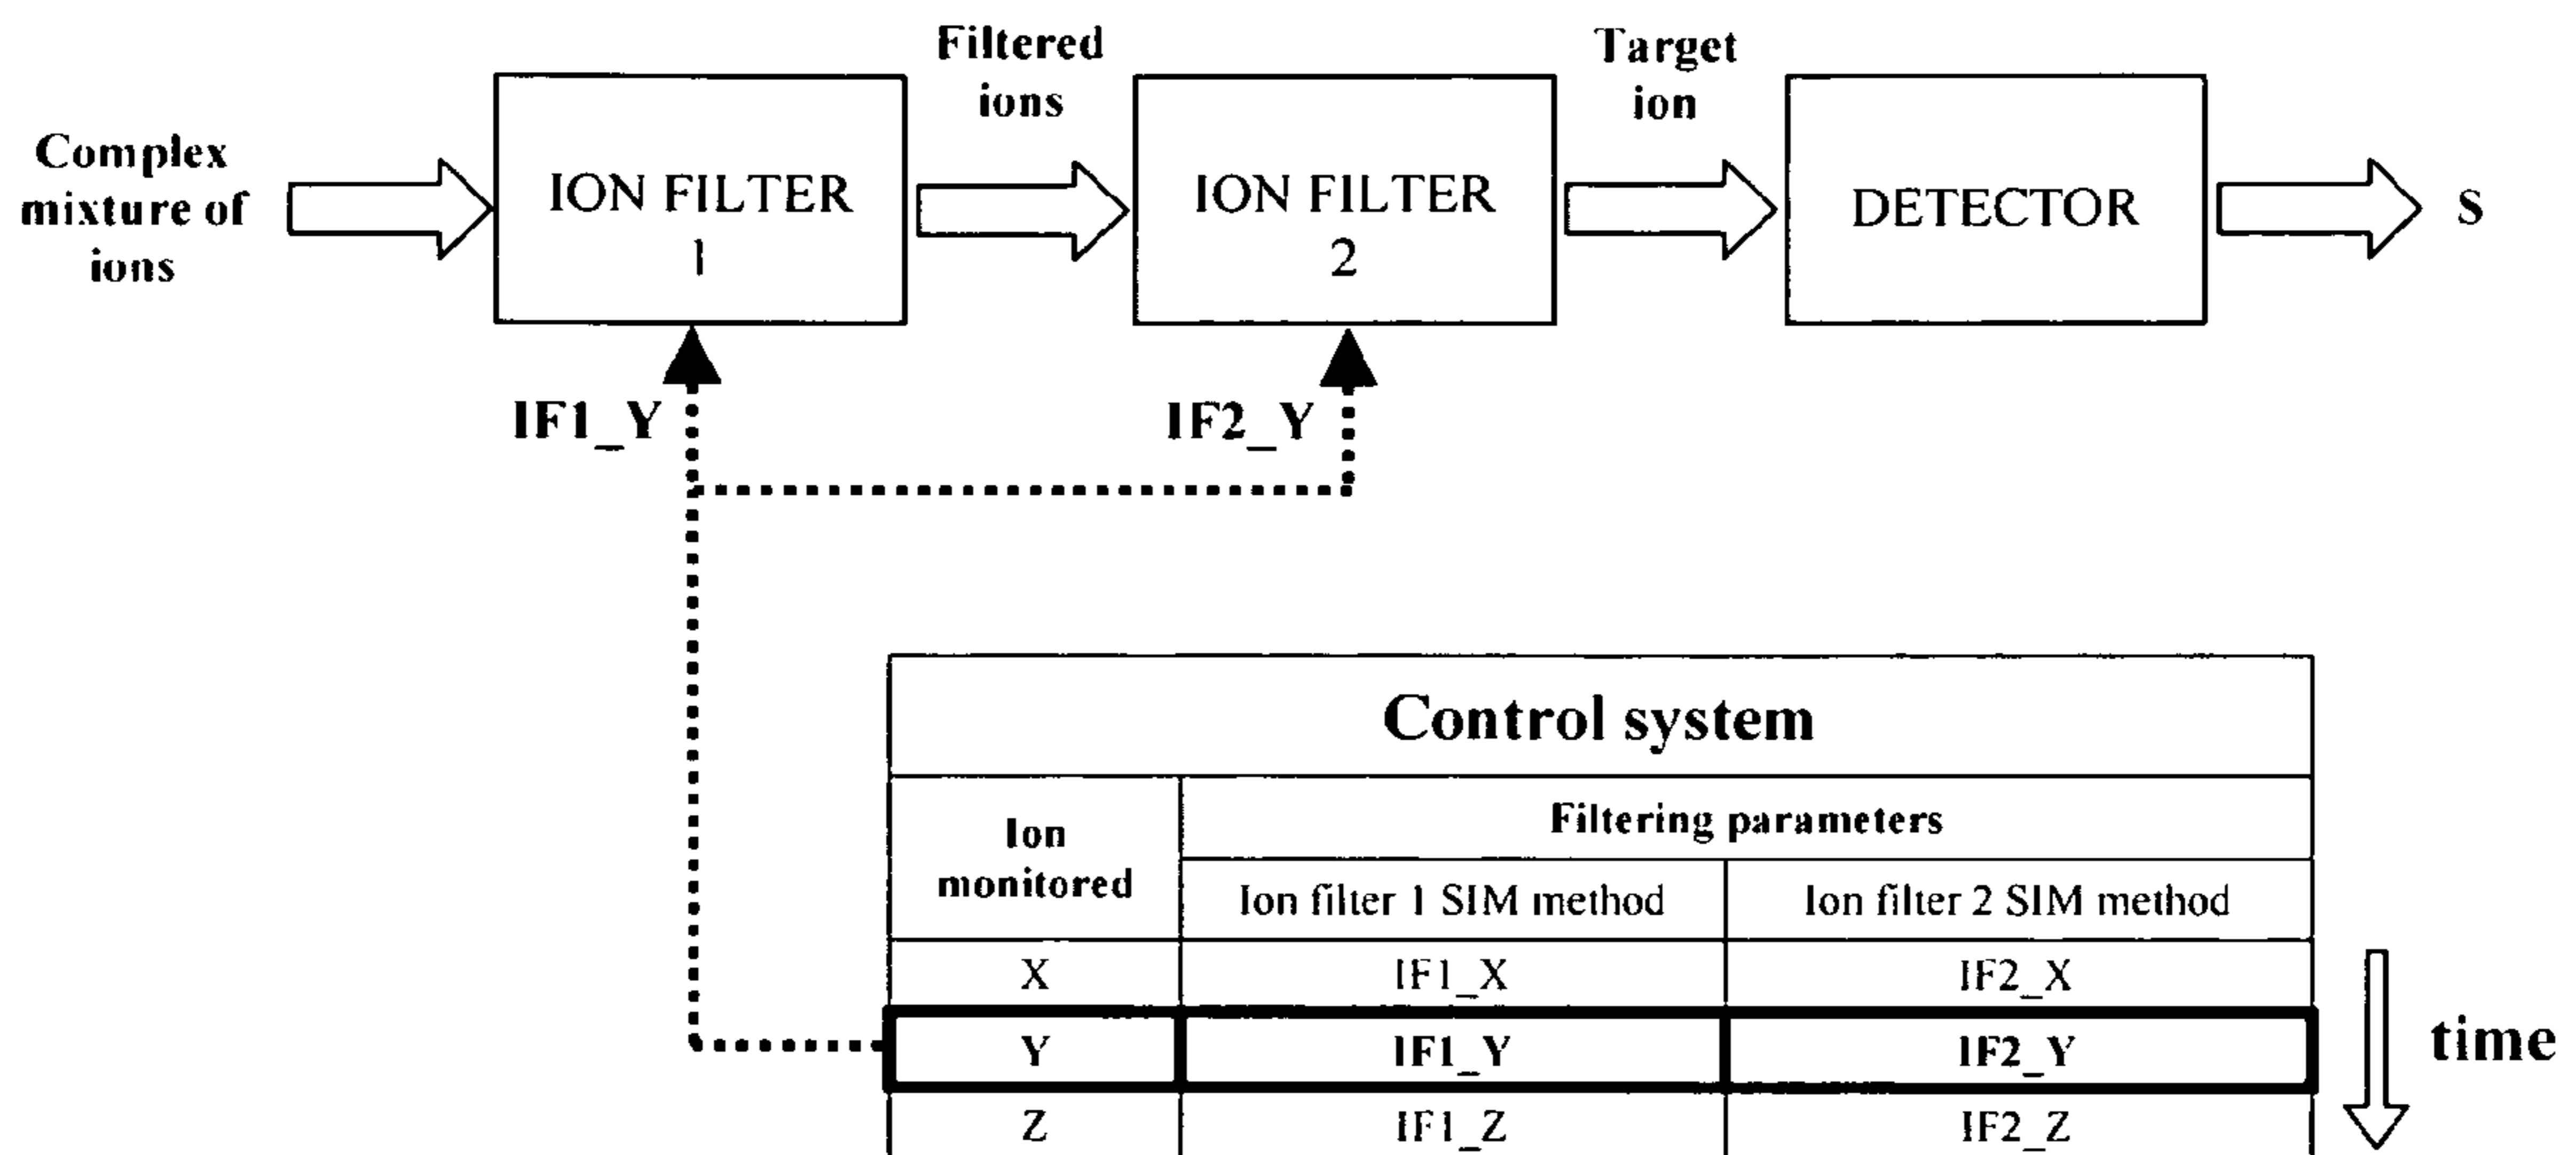 Filtered
ions
Target
ion
Complex
mixture of
ions
ION FILTER
1
ION FILTER
2
DETECTOR
S
IF1_Y
IF2_Y
Control system
Ion
monitored
Filtering parameters
Ion filter 1 SIM method
Ion filter 2 SIM method
X
IF1_X
IF2_X
Y
IF1_Y
IF2_Y
time
Z
IF1_Z
IF2_Z